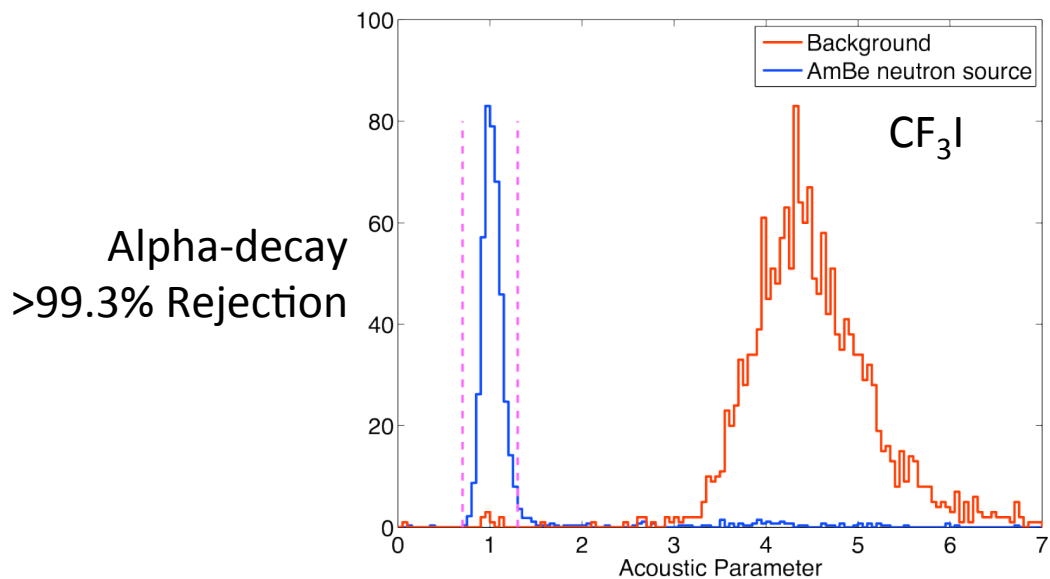 Alpha-decay
>99.3% Rejection
100
80
60
40
20
0
Background
AmBe neutron source
CF₃I
0 1 2 3 4 5 6 7
Acoustic Parameter